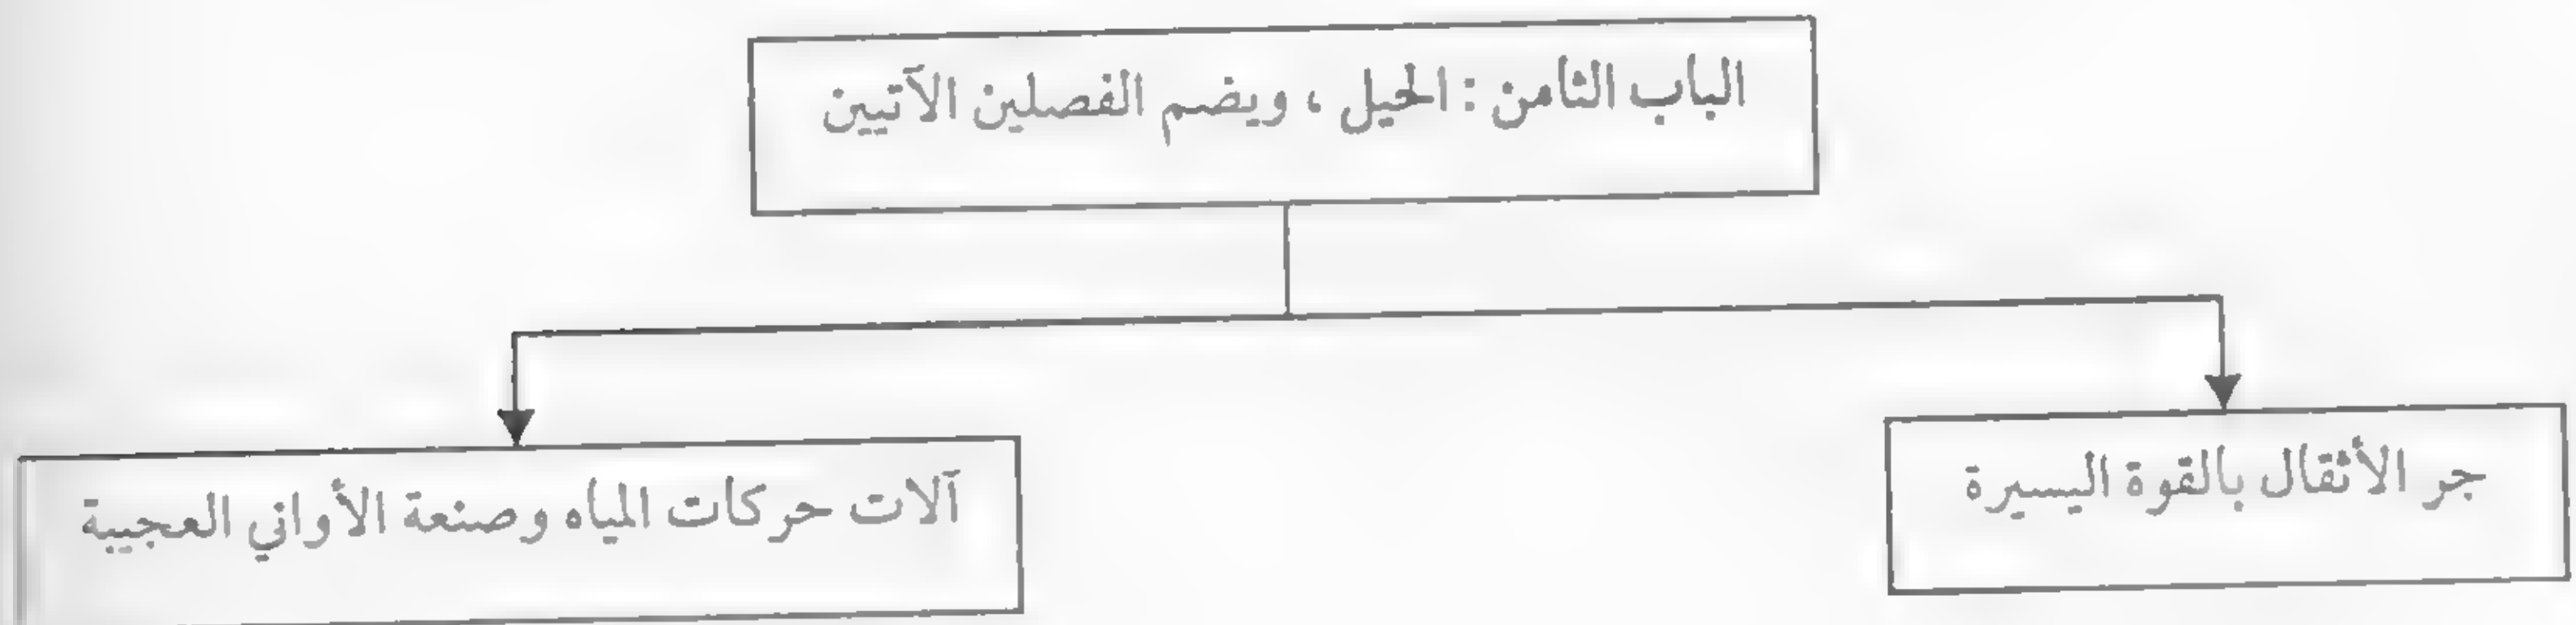 الباب الثامن : الحيل ، ويضم الفصلين الآتيين
جر الأثقال بالقوة اليسيرة
آلات حركات المياه وصنعة الأواني العجيبة